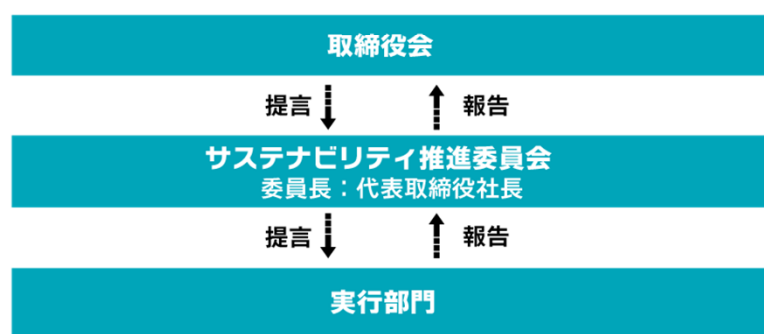 取締役会
提言 報告
サステナビリティ推進委員会
委員長：代表取締役社長
提言 報告
実行部門